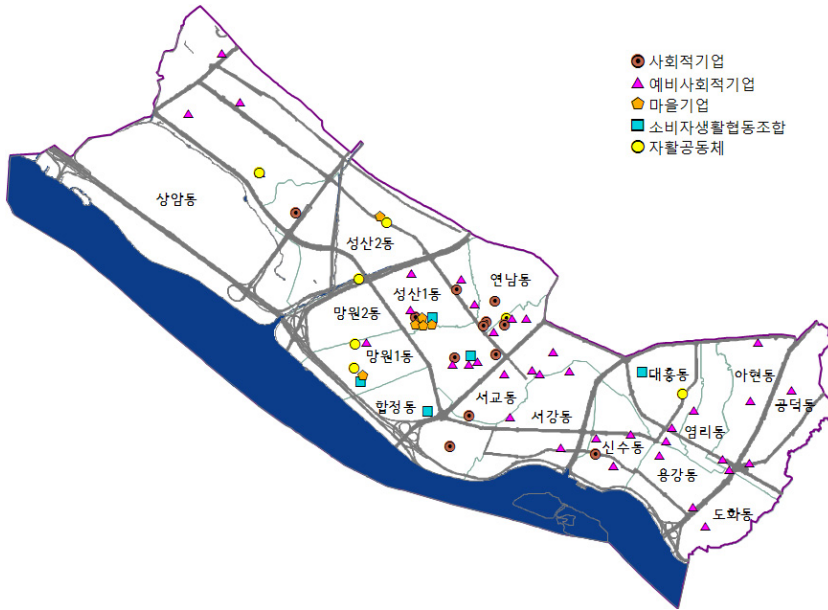 사회적기업
예비사회적기업
마을기업
소비자생활협동조합
자활공동체
상암동
성산2동
연남동
성산1동
망원2동
망원1동
대흥동
아현동
공덕동
서교동
합정동
서강동
염리동
신수동
용강동
도화동